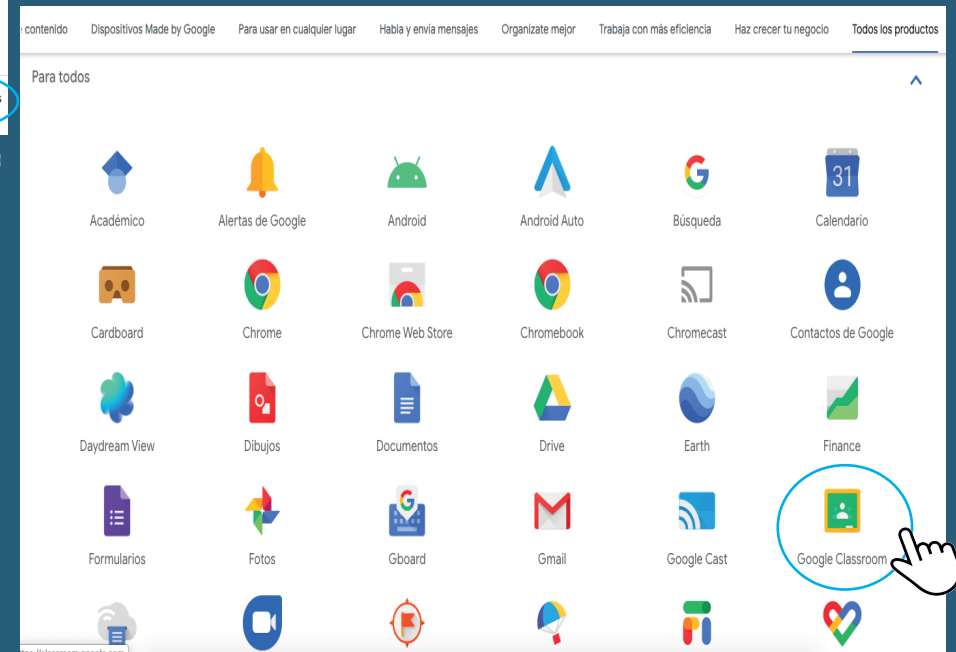 contenido Dispositivos Made by Google Para usar en cualquier lugar Habla y envía mensajes Organízate mejor Trabaja con más eficiencia Haz crecer tu negocio Todos los productos
Para todos
31
Académico Alertas de Google Android Android Auto Búsqueda Calendario
Cardboard Chrome Chrome Web Store Chromebook Chromecast Contactos de Google
Daydream View Dibujos Documentos Drive Earth Finance
Formularios Fotos Gboard Gmail Google Cast Google Classroom